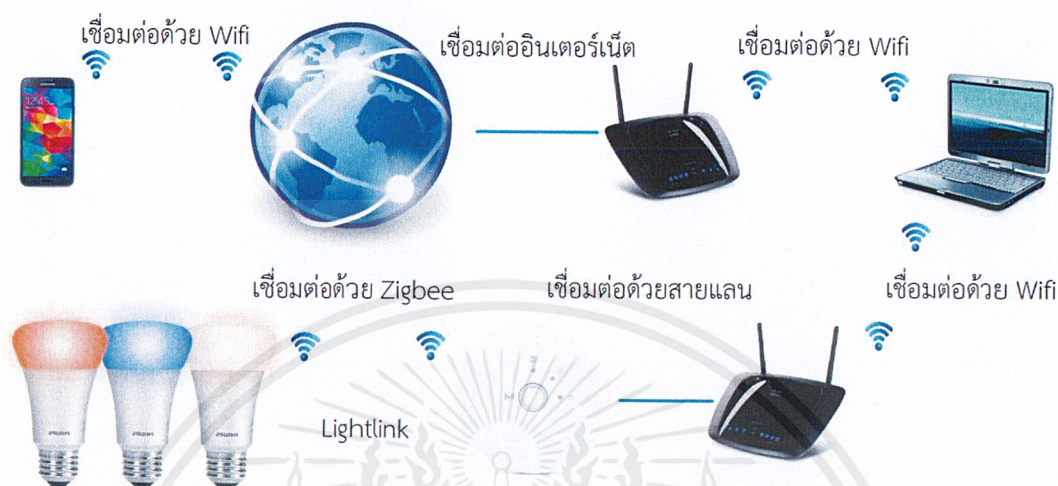 เชื่อมต่อด้วย Wifi
เชื่อมต่ออินเตอร์เน็ต
เชื่อมต่อด้วย Wifi
12:45
เชื่อมต่อด้วย Zigbee
เชื่อมต่อด้วยสายแลน
เชื่อมต่อด้วย Wifi
Lightlink